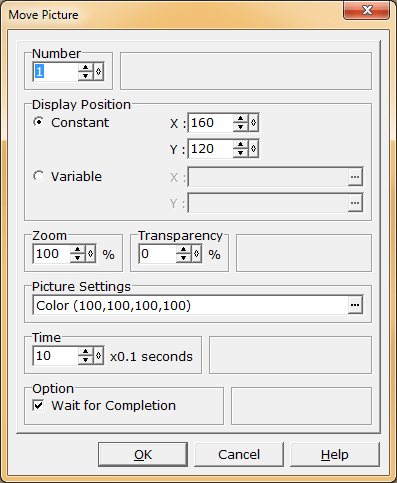 Move Picture
Number
1
Display Position
Constant X : 160
Y : 120
Variable X :
Y :
Zoom Transparency
100 % 0 %
Picture Settings
Color (100,100,100,100)
Time
10 x0.1 seconds
Option
Wait for Completion
OK Cancel Help